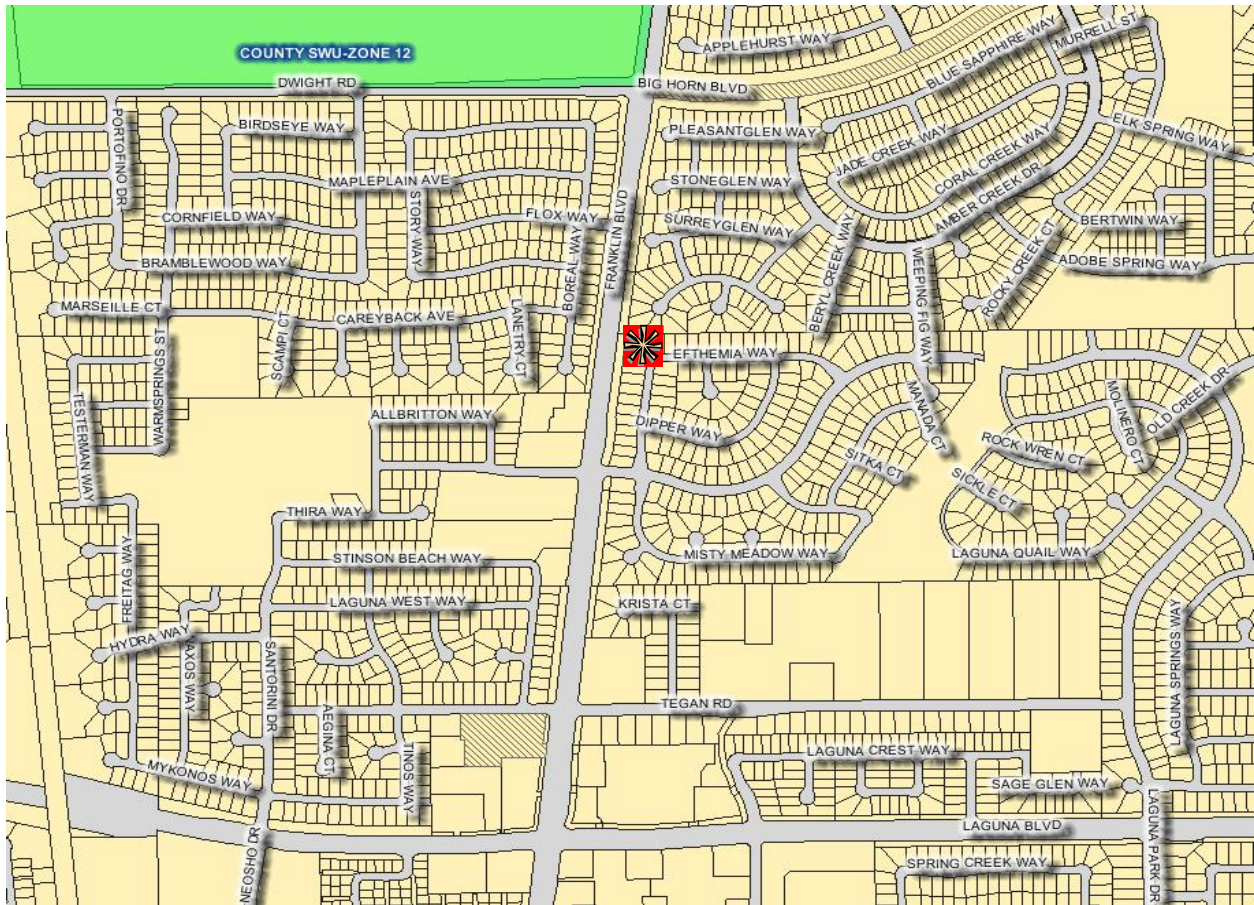 APPLEHURST WAY
BLUE SAPPHIRE WAY
MURRELL ST
COUNTY SWU-ZONE 12
DWIGHT RD
BIG HORN BLVD
PORTOFINO DR
BIRDSEYE WAY
PLEASANTGLEN WAY
ELK SPRING WAY
JADE CREEK WAY
CORAL CREEK WAY
MAPLEPLAIN AVE
STONEGLEN WAY
STORY WAY
AMBER CREEK DR
CORNFIELD WAY
FLOX WAY
SURREYGLEN WAY
BERTWIN WAY
FRANKLIN BLVD
BOREAL WAY
BERYL CREEK WAY
WEEPING FIG WAY
ROCKY CREEK CT
BRAMBLEWOOD WAY
ADOBE SPRING WAY
MARSEILLE CT
CAREYBACK AVE
SCAMPI CT
LANETRY CT
WARMSPRINGS ST
EFTHEMIA WAY
MANADA CT
MOLINERO CT
OLD CREEK DR
TESTERMAN WAY
ALLBRITTON WAY
DIPPER WAY
ROCK WREN CT
SITKA CT
SICKLE CT
THIRA WAY
STINSON BEACH WAY
MISTY MEADOW WAY
LAGUNA QUAIL WAY
FREITAG WAY
LAGUNA WEST WAY
KRISTA CT
HYDRA WAY
NAXOS WAY
SANTORIN DR
LAGUNA SPRINGS WAY
TEGAN RD
AEGINA CT
TINOS WAY
LAGUNA CREST WAY
MYKONOS WAY
SAGE GLEN WAY
LAGUNA PARK DR
LAGUNA BLVD
NEOSHO DR
SPRING CREEK WAY